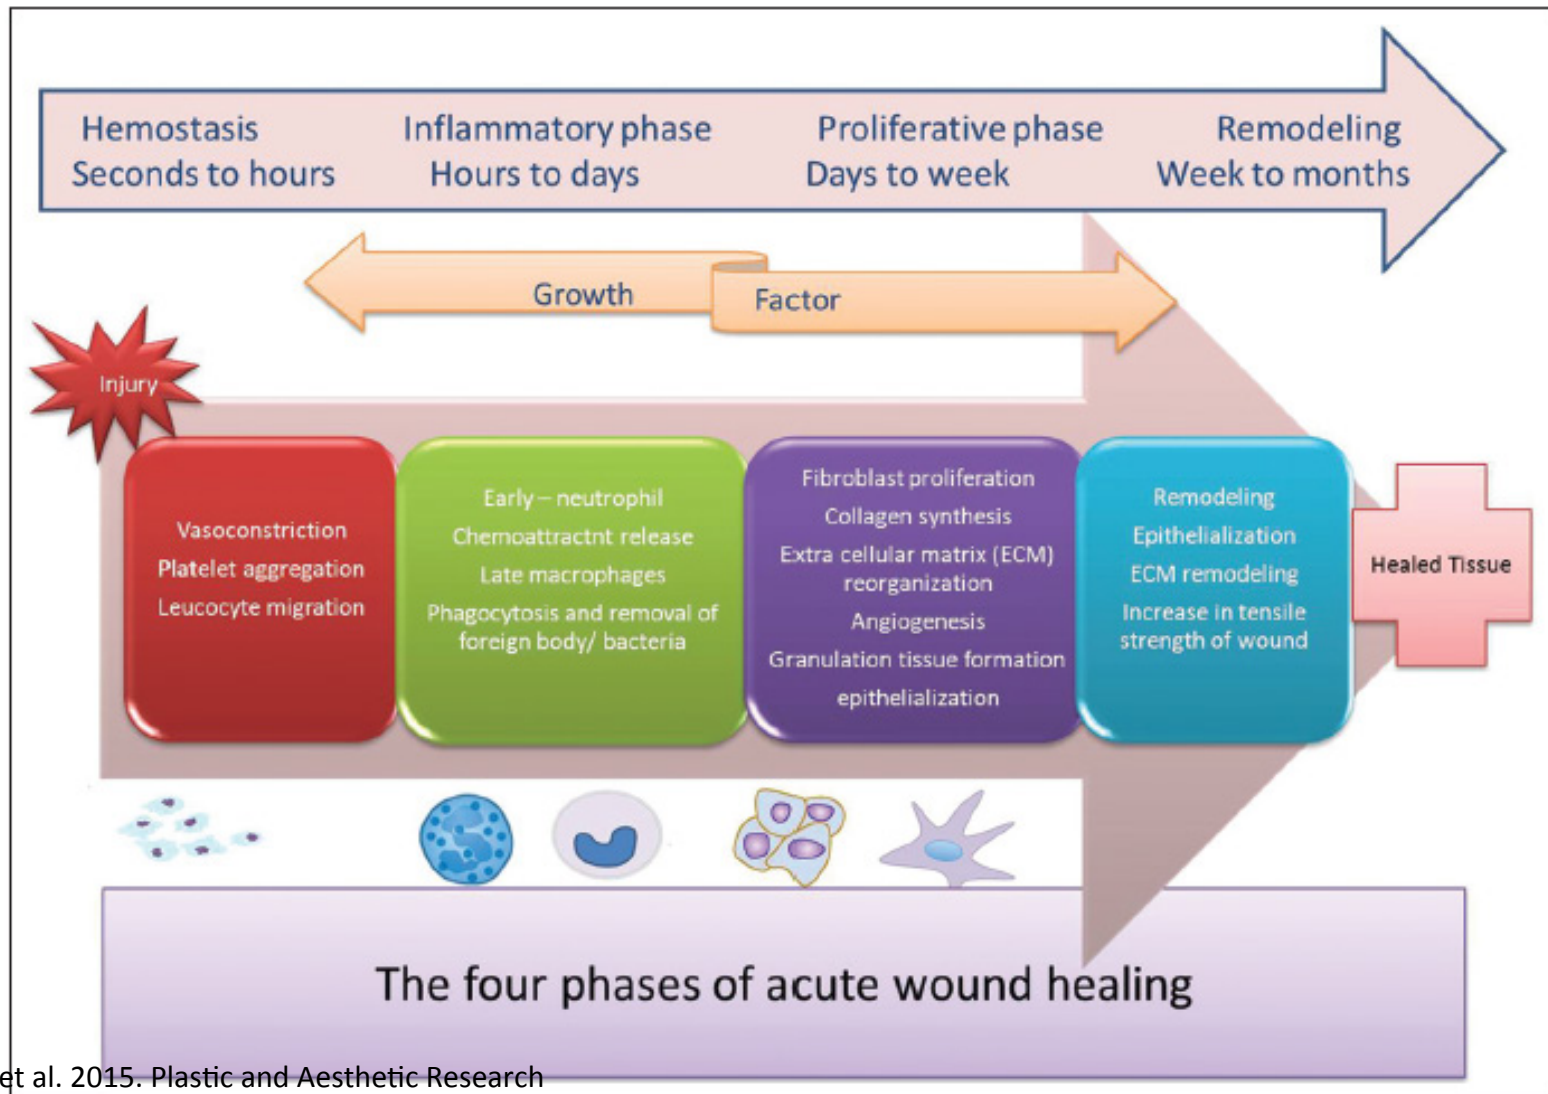 Hemostasis
Seconds to hours
Inflammatory phase
Hours to days
Proliferative phase
Days to week
Remodeling
Week to months
Growth
Factor
Injury
Vasoconstriction
Platelet aggregation
Leucocyte migration
Early – neutrophil
Chemoattractnt release
Late macrophages
Phagocytosis and removal of
foreign body/ bacteria
Fibroblast proliferation
Collagen synthesis
Extra cellular matrix (ECM)
reorganization
Angiogenesis
Granulation tissue formation
epithelialization
Remodeling
Epithelialization
ECM remodeling
Increase in tensile
strength of wound
Healed Tissue
The four phases of acute wound healing
et al. 2015. Plastic and Aesthetic Research